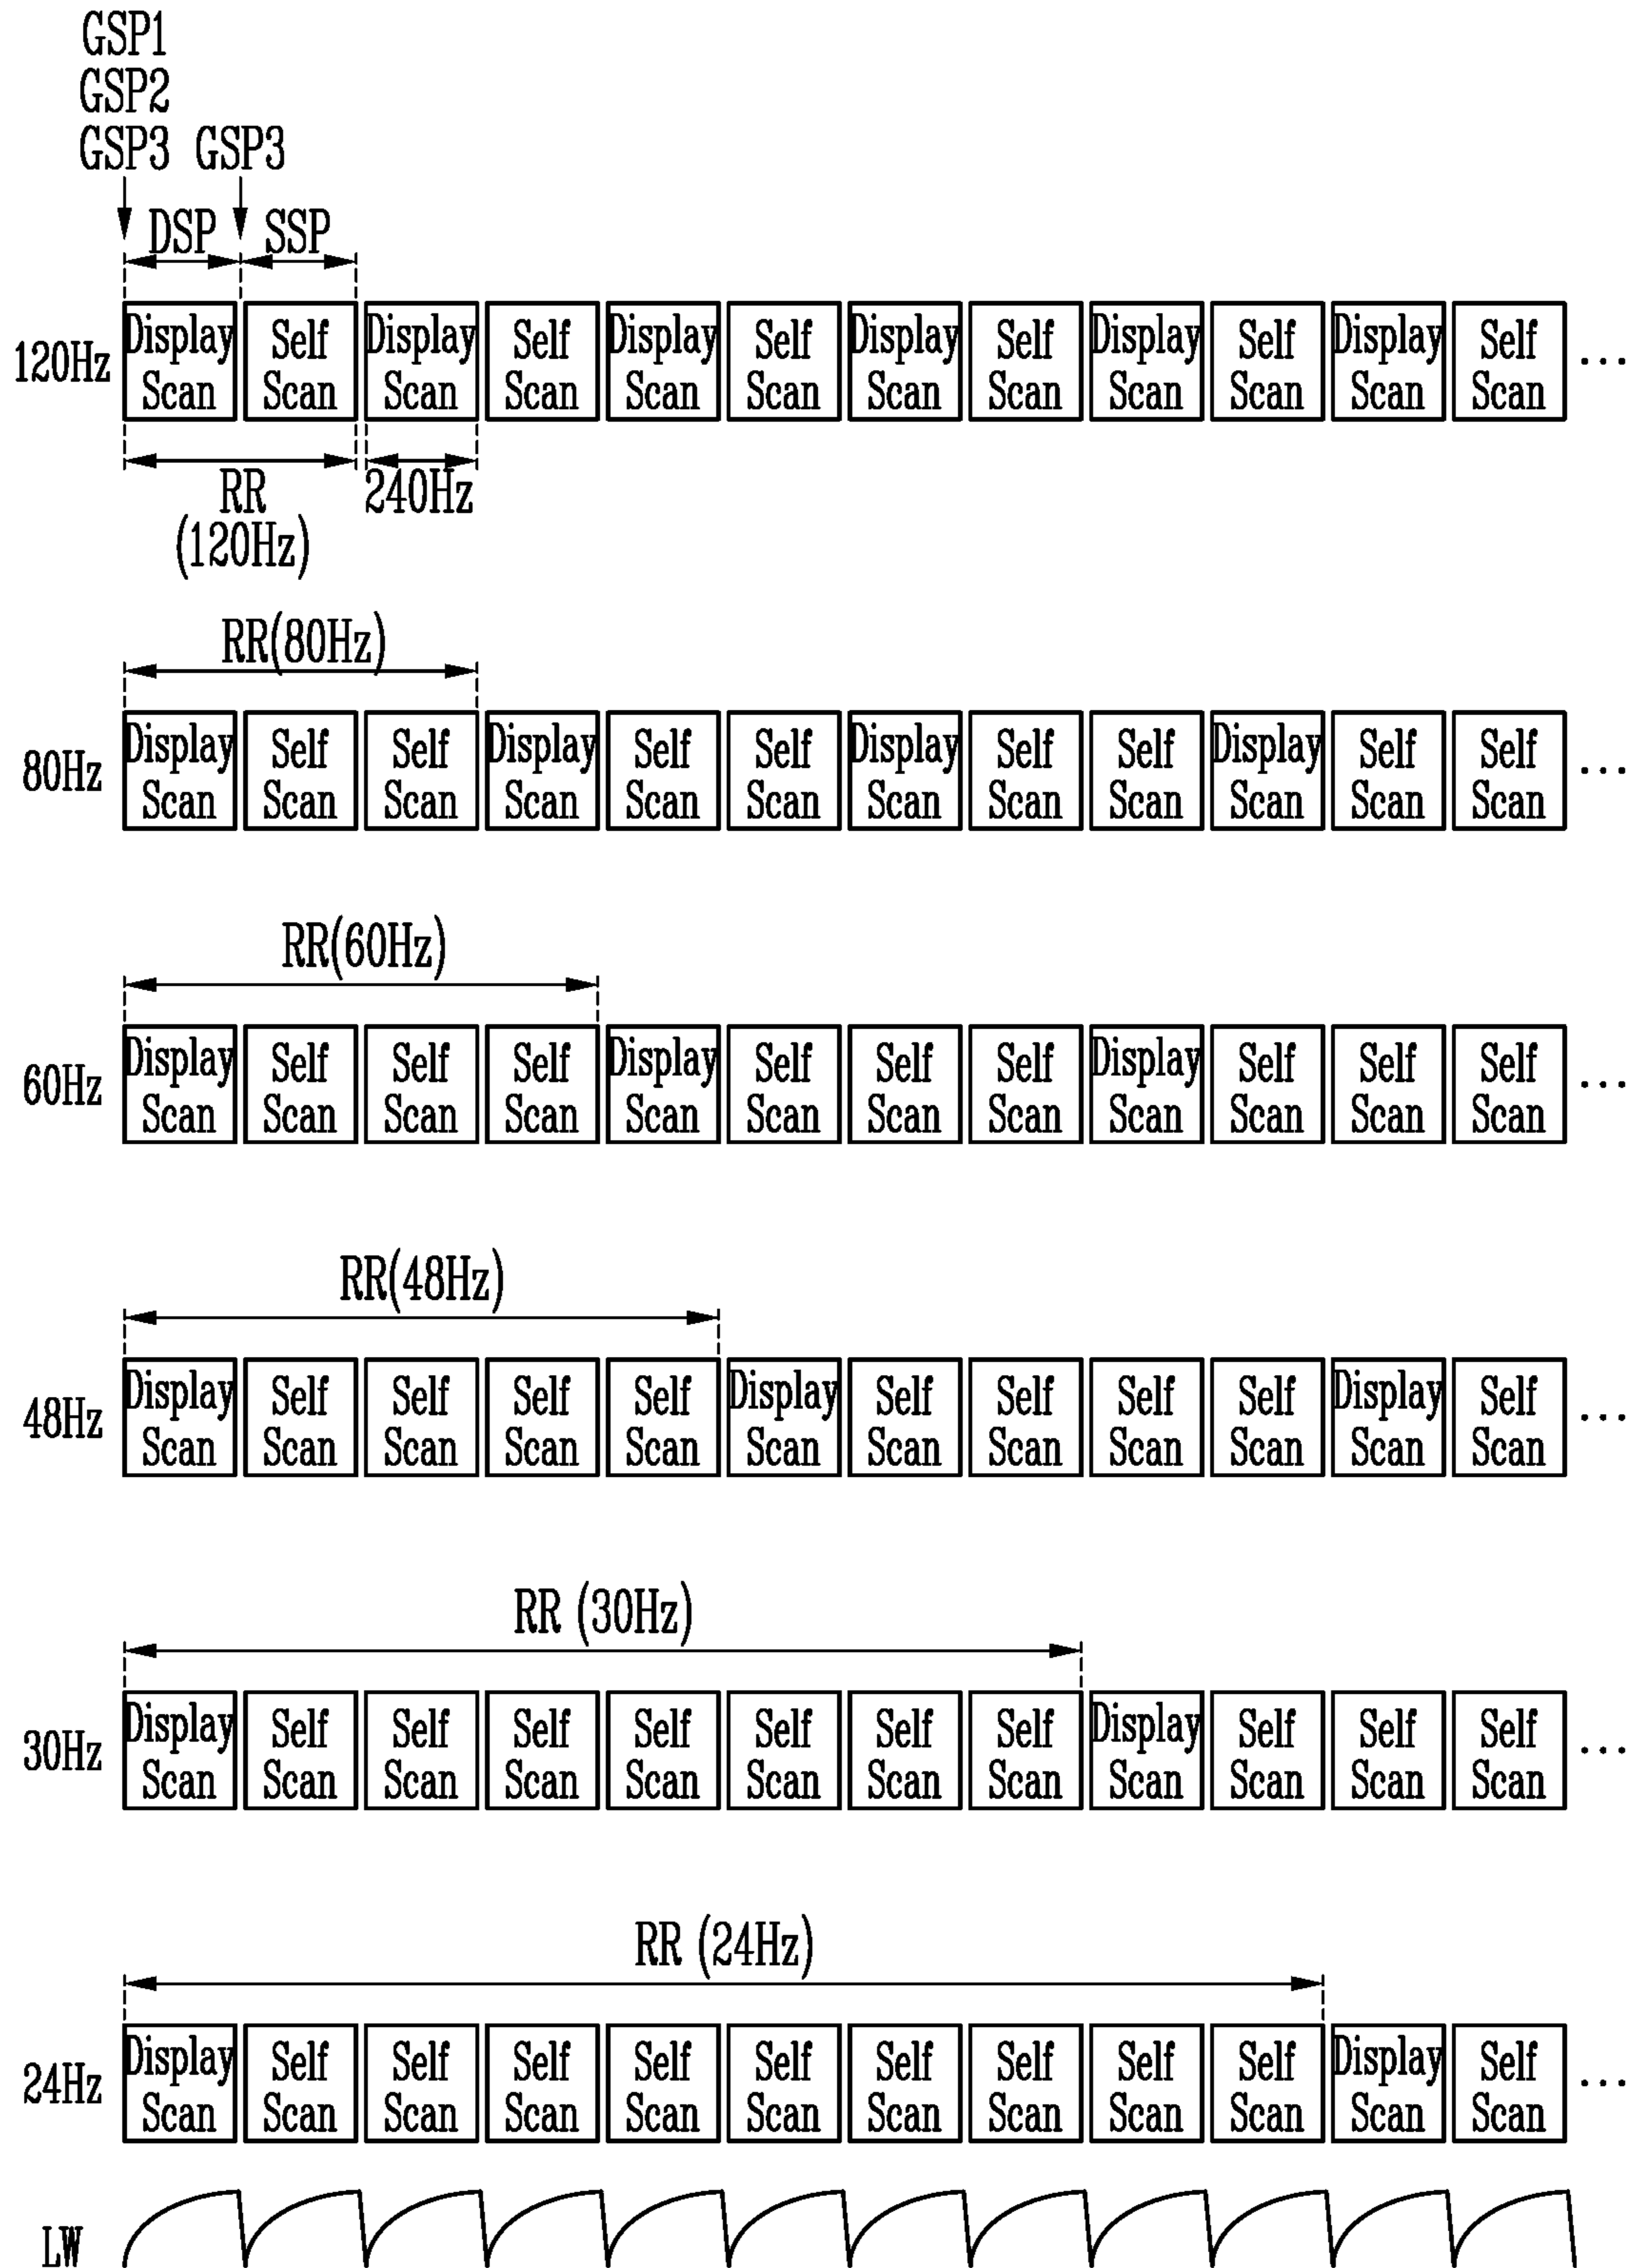 GSP1
GSP2
GSP3 GSP3
DSP SSP
120Hz Display Self Display Self Display Self Display Self Display Self Display Self ...
Scan Scan Scan Scan Scan Scan Scan Scan Scan Scan Scan Scan
RR 240Hz
(120Hz)
RR(80Hz)
80Hz Display Self Self Display Self Self Display Self Self Display Self Self ...
Scan Scan Scan Scan Scan Scan Scan Scan Scan Scan Scan Scan
RR(60Hz)
60Hz Display Self Self Self Display Self Self Self Display Self Self Self ...
Scan Scan Scan Scan Scan Scan Scan Scan Scan Scan Scan Scan
RR(48Hz)
48Hz Display Self Self Self Self Display Self Self Self Self Display Self ...
Scan Scan Scan Scan Scan Scan Scan Scan Scan Scan Scan Scan
RR (30Hz)
30Hz Display Self Self Self Self Self Self Self Display Self Self Self ...
Scan Scan Scan Scan Scan Scan Scan Scan Scan Scan Scan Scan
RR (24Hz)
24Hz Display Self Self Self Self Self Self Self Self Self Display Self ...
Scan Scan Scan Scan Scan Scan Scan Scan Scan Scan Scan Scan
LW